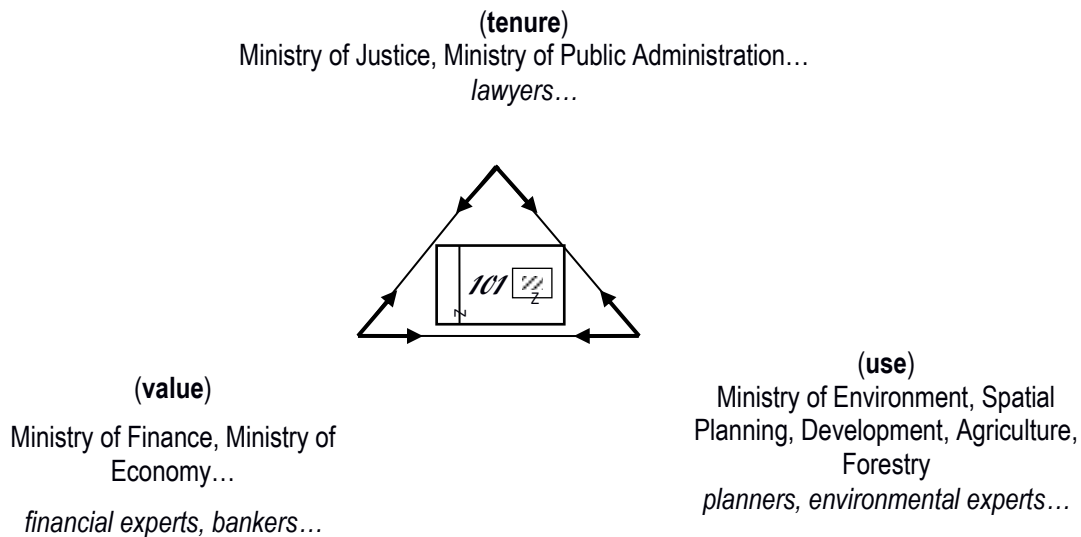 (tenure)
Ministry of Justice, Ministry of Public Administration…
lawyers…
101
Z
Z
(value)
Ministry of Finance, Ministry of
Economy…
financial experts, bankers…
(use)
Ministry of Environment, Spatial
Planning, Development, Agriculture,
Forestry
planners, environmental experts…